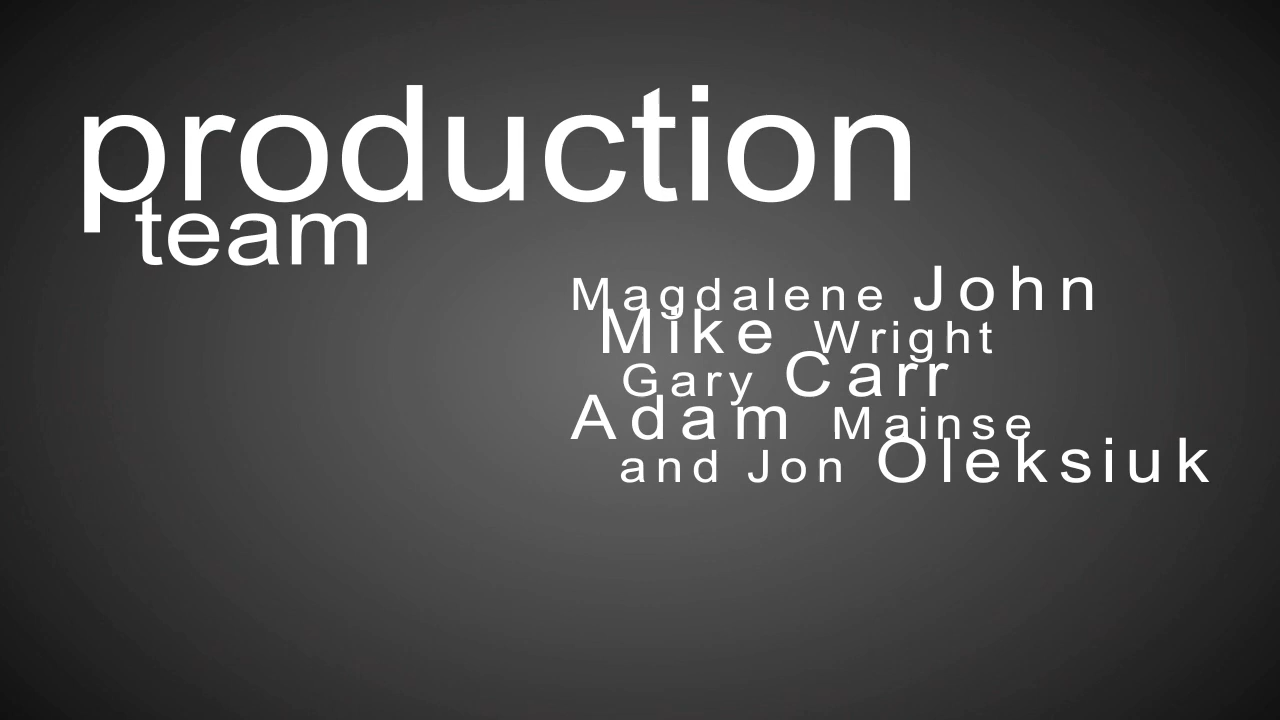 production
team
Magdalene John
Mike Wright
Gary Carr
Adam Mainse
and Jon Oleksiuk